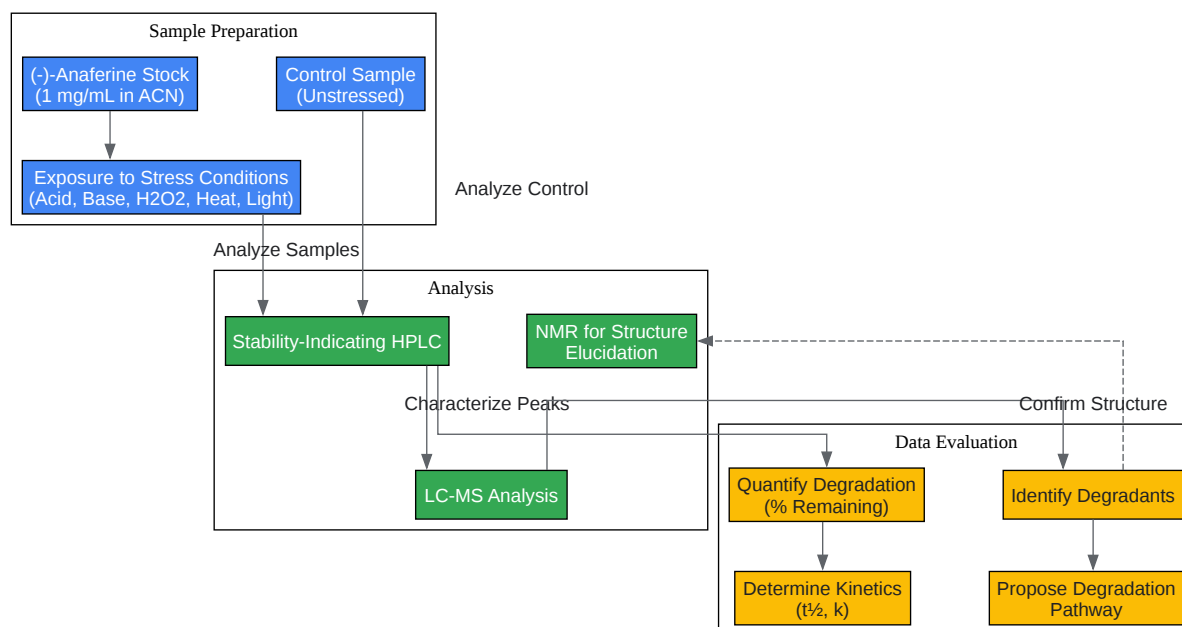 Sample Preparation
(-)-Anaferine Stock
(1 mg/mL in ACN)
Control Sample
(Unstressed)
Exposure to Stress Conditions
(Acid, Base, H2O2, Heat, Light)
Analyze Control
Analyze Samples
Analysis
Stability-Indicating HPLC
NMR for Structure
Elucidation
Characterize Peaks
Confirm Structure
Data Evaluation
LC-MS Analysis
Quantify Degradation
(% Remaining)
Identify Degradants
Determine Kinetics
(t½, k)
Propose Degradation
Pathway